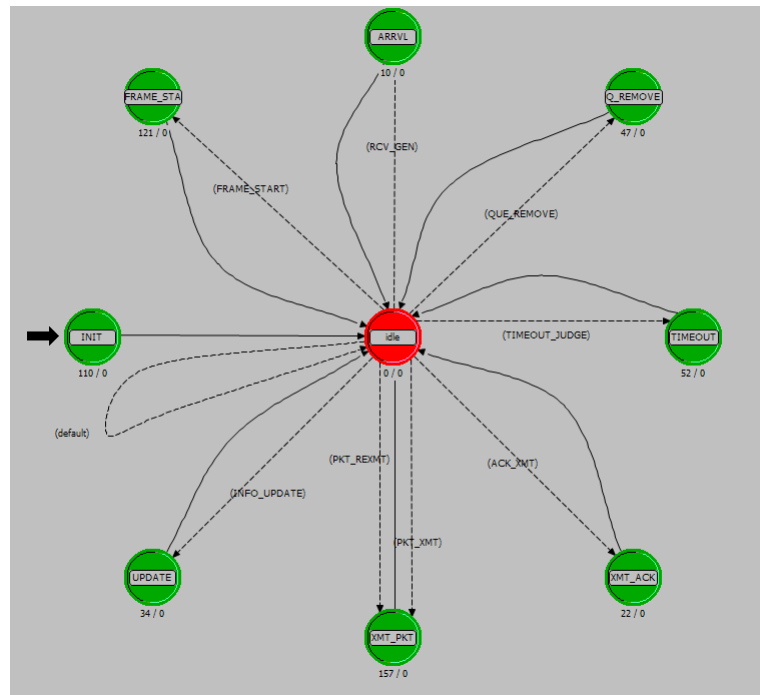 ARRVL
10 / 0
FRAME_STA
121 / 0
Q_REMOVE
47 / 0
(RCV_GEN)
(FRAME_START)
(QUE_REMOVE)
INIT
110 / 0
idle
0 / 0
(TIMEOUT_JUDGE)
TIMEOUT
52 / 0
(default)
(PKT_REXMT)
(ACK_XMT)
(INFO_UPDATE)
(PKT_XMT)
UPDATE
34 / 0
XMT_ACK
22 / 0
XMT_PKT
157 / 0